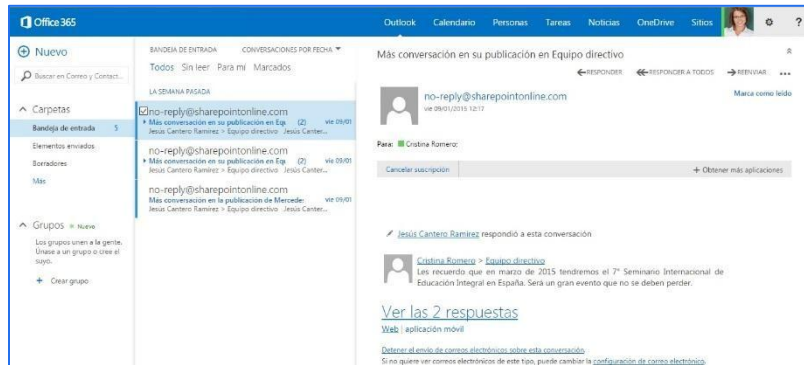 Office 365
Outlook Calendario Personas Tareas Noticias OneDrive Sitios ?
Nuevo
Buscar en Correo y Contact...
Carpetas
Bandeja de entrada 5
Elementos enviados
Borradores
Más
Grupos Nuevo
Los grupos unen a la gente.
Únase a un grupo o cree el
suyo.
+ Crear grupo
BANDEJA DE ENTRADA CONVERSACIONES POR FECHA
Todos Sin leer Para mí Marcados
LA SEMANA PASADA
no-reply@sharepointonline.com
Más conversación en su publicación en Eq (2) vie 09/01
Jesús Cantero Ramírez > Equipo directivo Jesús Canter...
no-reply@sharepointonline.com
Más conversación en su publicación en Eq (2) vie 09/01
Jesús Cantero Ramírez > Equipo directivo Jesús Canter...
no-reply@sharepointonline.com
Más conversación en la publicación de Mercedes vie 09/01
Jesús Cantero Ramírez > Equipo directivo Jesús Canter...
Más conversación en su publicación en Equipo directivo
RESPONDER RESPONDER A TODOS REENVIAR ...
no-reply@sharepointonline.com
vie 09/01/2015 12:17
Marca como leído
Para: Cristina Romero;
Cancelar suscripción + Obtener más aplicaciones
Jesús Cantero Ramírez respondió a esta conversación
Cristina Romero > Equipo directivo
Les recuerdo que en marzo de 2015 tendremos el 7° Seminario Internacional de
Educación Integral en España. Será un gran evento que no se deben perder.
Ver las 2 respuestas
Web | aplicación móvil
Detener el envío de correos electrónicos sobre esta conversación.
Si no quiere ver correos electrónicos de este tipo, puede cambiar la configuración de correo electrónico.